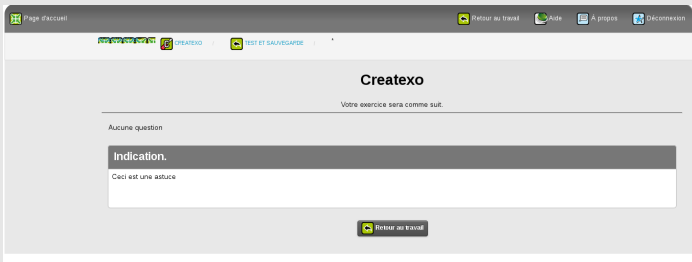 Page d'accueil
Retour au travail
Aide
À propos
Déconnexion
CREATEXO
TEST ET SAUVEGARDE
Createxo
Votre exercice sera comme suit.
Aucune question
Indication.
Ceci est une astuce
Retour au travail